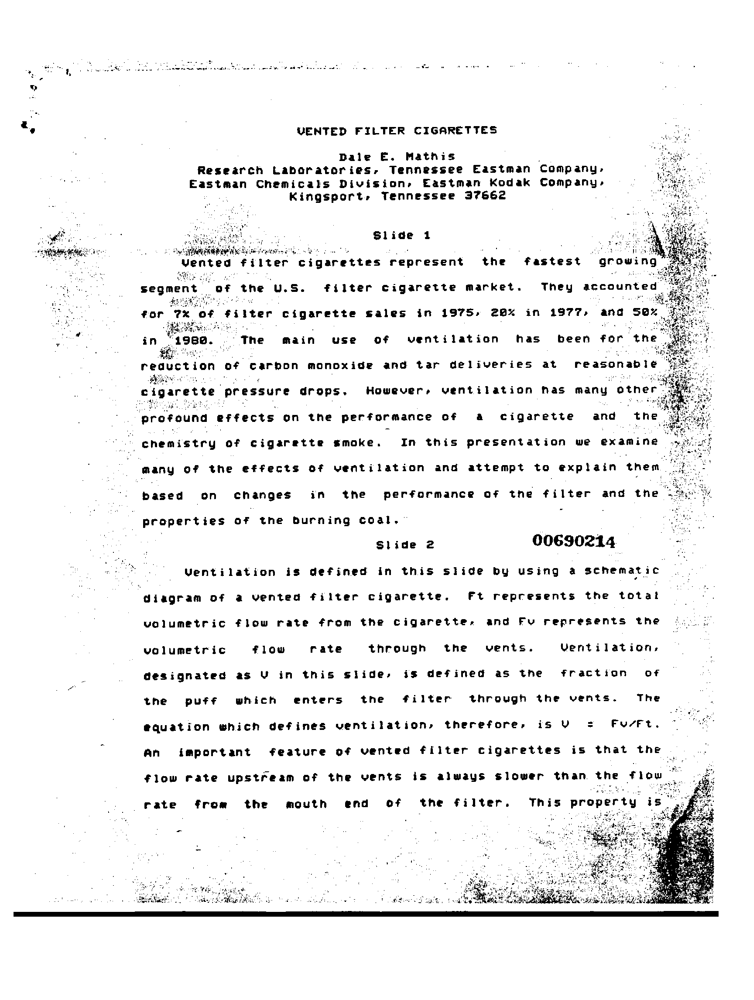 VENTED FILTER CIGARETTES
Dale E. Mathis
Research Laboratories, Tennessee Eastman Company,
Eastman Chemicals Division, Eastman Kodak Company,
Kingsport, Tennessee 37662
Slide 1
Vented filter cigarettes represent the fastest growing
segment of the U.S. filter cigarette market. They accounted
for 7% of filter cigarette sales in 1975, 20% in 1977, and 50%
in 1980. The main use of ventilation has been for the
reduction of carbon monoxide and tar deliveries at reasonable
cigarette pressure drops. However, ventilation has many other
profound effects on the performance of a cigarette and the
chemistry of cigarette smoke. In this presentation we examine
many of the effects of ventilation and attempt to explain them
based on changes in the performance of the filter and the
properties of the burning coal.
Slide 2 00690214
Ventilation is defined in this slide by using a schematic
diagram of a vented filter cigarette. Ft represents the total
volumetric flow rate from the cigarette, and Fv represents the
volumetric flow rate through the vents. Ventilation,
designated as V in this slide, is defined as the fraction of
the puff which enters the filter through the vents. The
equation which defines ventilation, therefore, is V = Fv/Ft.
An important feature of vented filter cigarettes is that the
flow rate upstream of the vents is always slower than the flow
rate from the mouth end of the filter. This property is